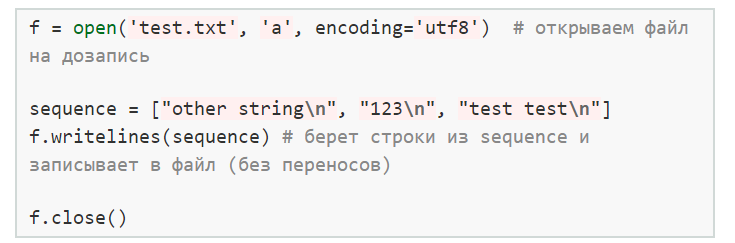 f = open('test.txt', 'a', encoding='utf8')  # открываем файл
на дозапись

sequence = ["other string\n", "123\n", "test test\n"]
f.writelines(sequence) # берет строки из sequence и
записывает в файл (без переносов)

f.close()